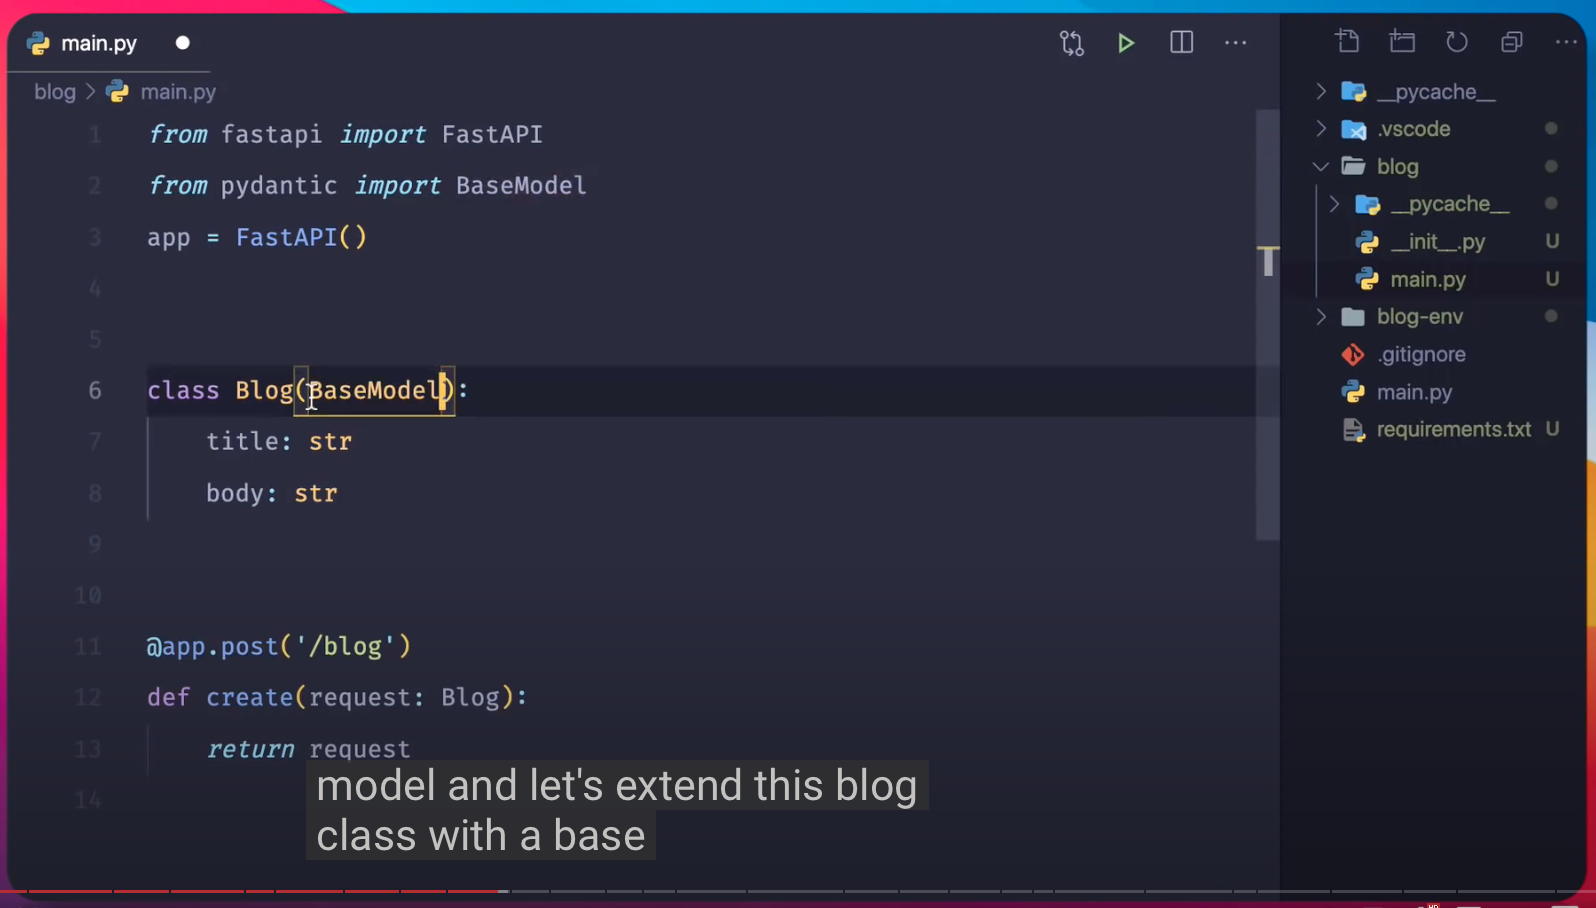 main.py
blog > main.py
1 from fastapi import FastAPI
2 from pydantic import BaseModel
3 app = FastAPI()
4
5
6 class Blog(BaseModel):
7 title: str
8 body: str
9
10
11 @app.post('/blog')
12 def create(request: Blog):
13 return request
14
model and let's extend this blog
class with a base
__pycache__
.vscode
blog
__pycache__
__init__.py U
main.py U
blog-env
.gitignore
main.py
requirements.txt U
T